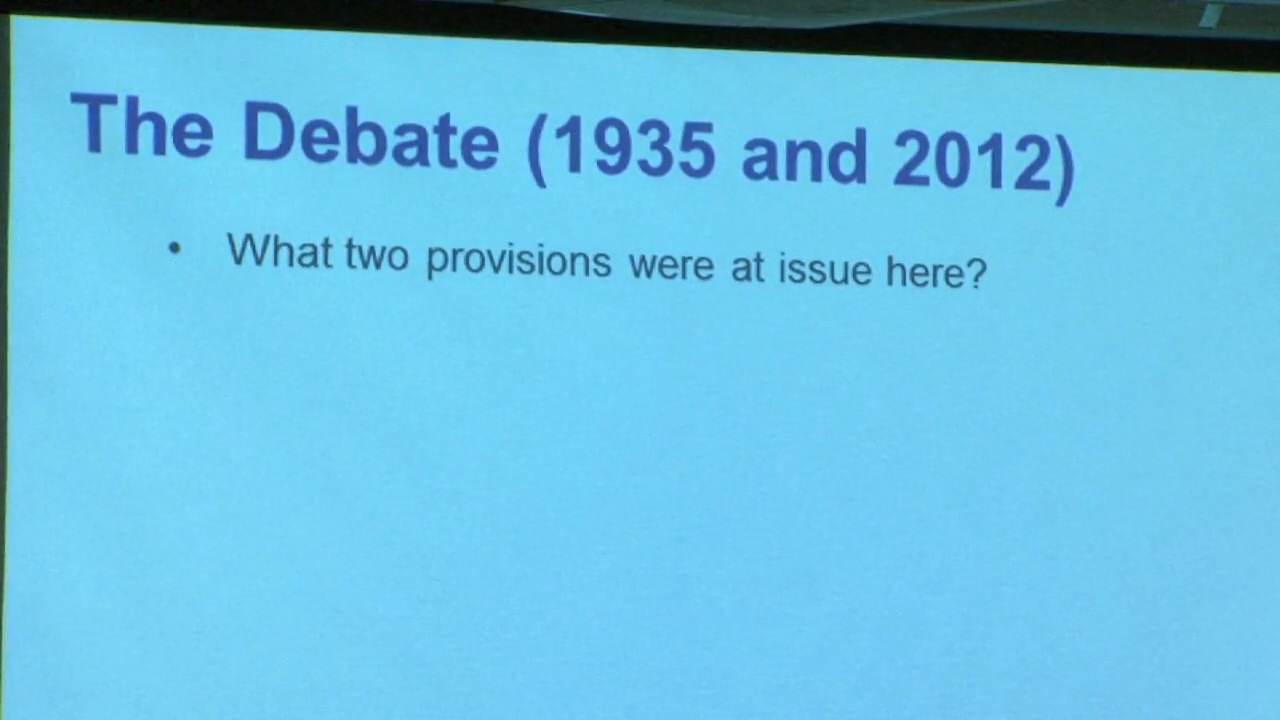 The Debate (1935 and 2012)
• What two provisions were at issue here?